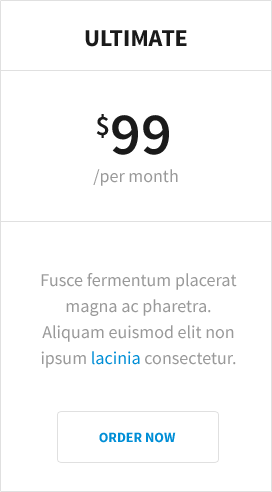 ULTIMATE
$99
/per month
Fusce fermentum placerat
magna ac pharetra.
Aliquam euismod elit non
ipsum lacinia consectetur.
ORDER NOW